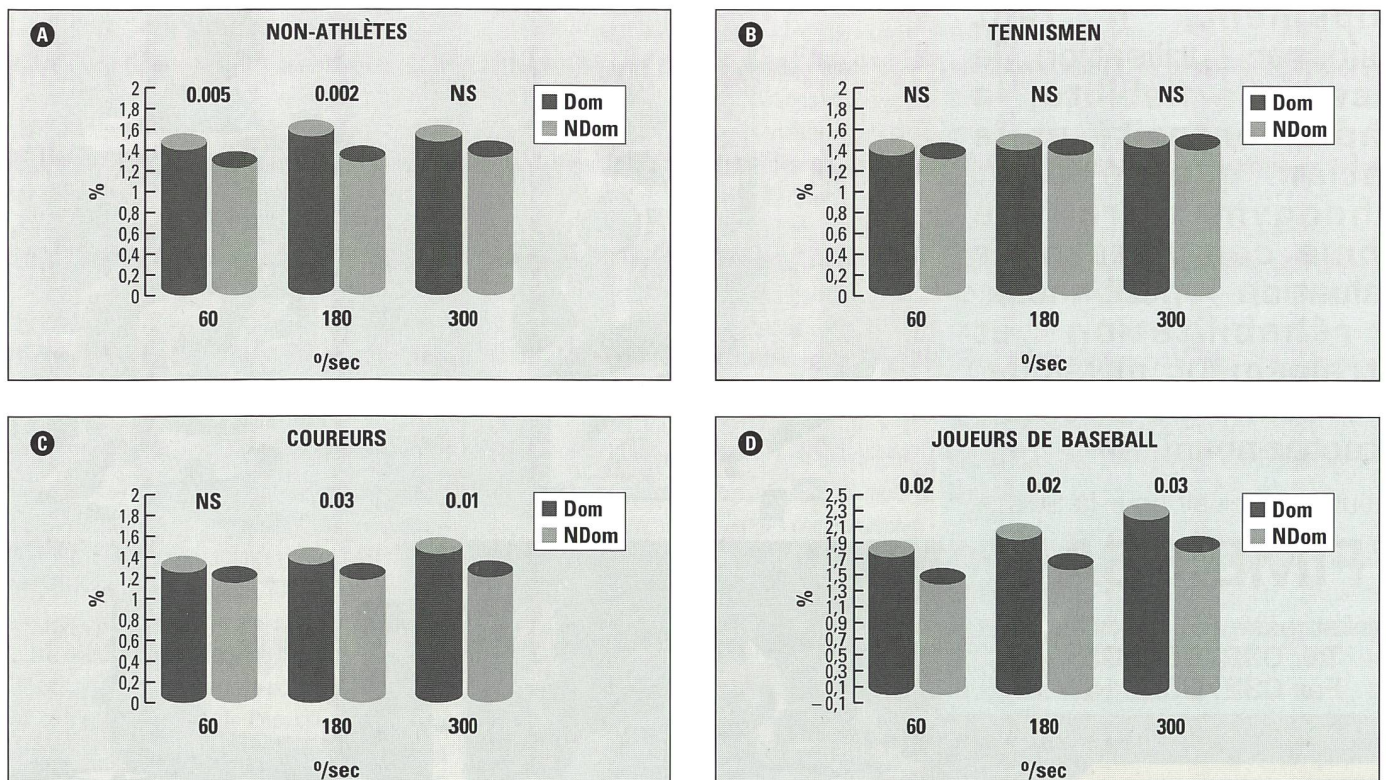 A
NON-ATHLÈTES
2
1,8
1,6
1,4
1,2
1
0,8
0,6
0,4
0,2
0
%
0.005 0.002 NS
Dom
NDom
60 180 300
º/sec
B
TENNISMEN
2
1,8
1,6
1,4
1,2
1
0,8
0,6
0,4
0,2
0
%
NS NS NS
Dom
NDom
60 180 300
º/sec
C
COUREURS
2
1,8
1,6
1,4
1,2
1
0,8
0,6
0,4
0,2
0
%
NS 0.03 0.01
Dom
NDom
60 180 300
º/sec
D
JOUEURS DE BASEBALL
2,5
2,3
2,1
1,9
1,7
1,5
1,3
1,1
0,9
0,7
0,5
0,3
0,1
–0,1
%
0.02 0.02 0.03
Dom
NDom
60 180 300
º/sec